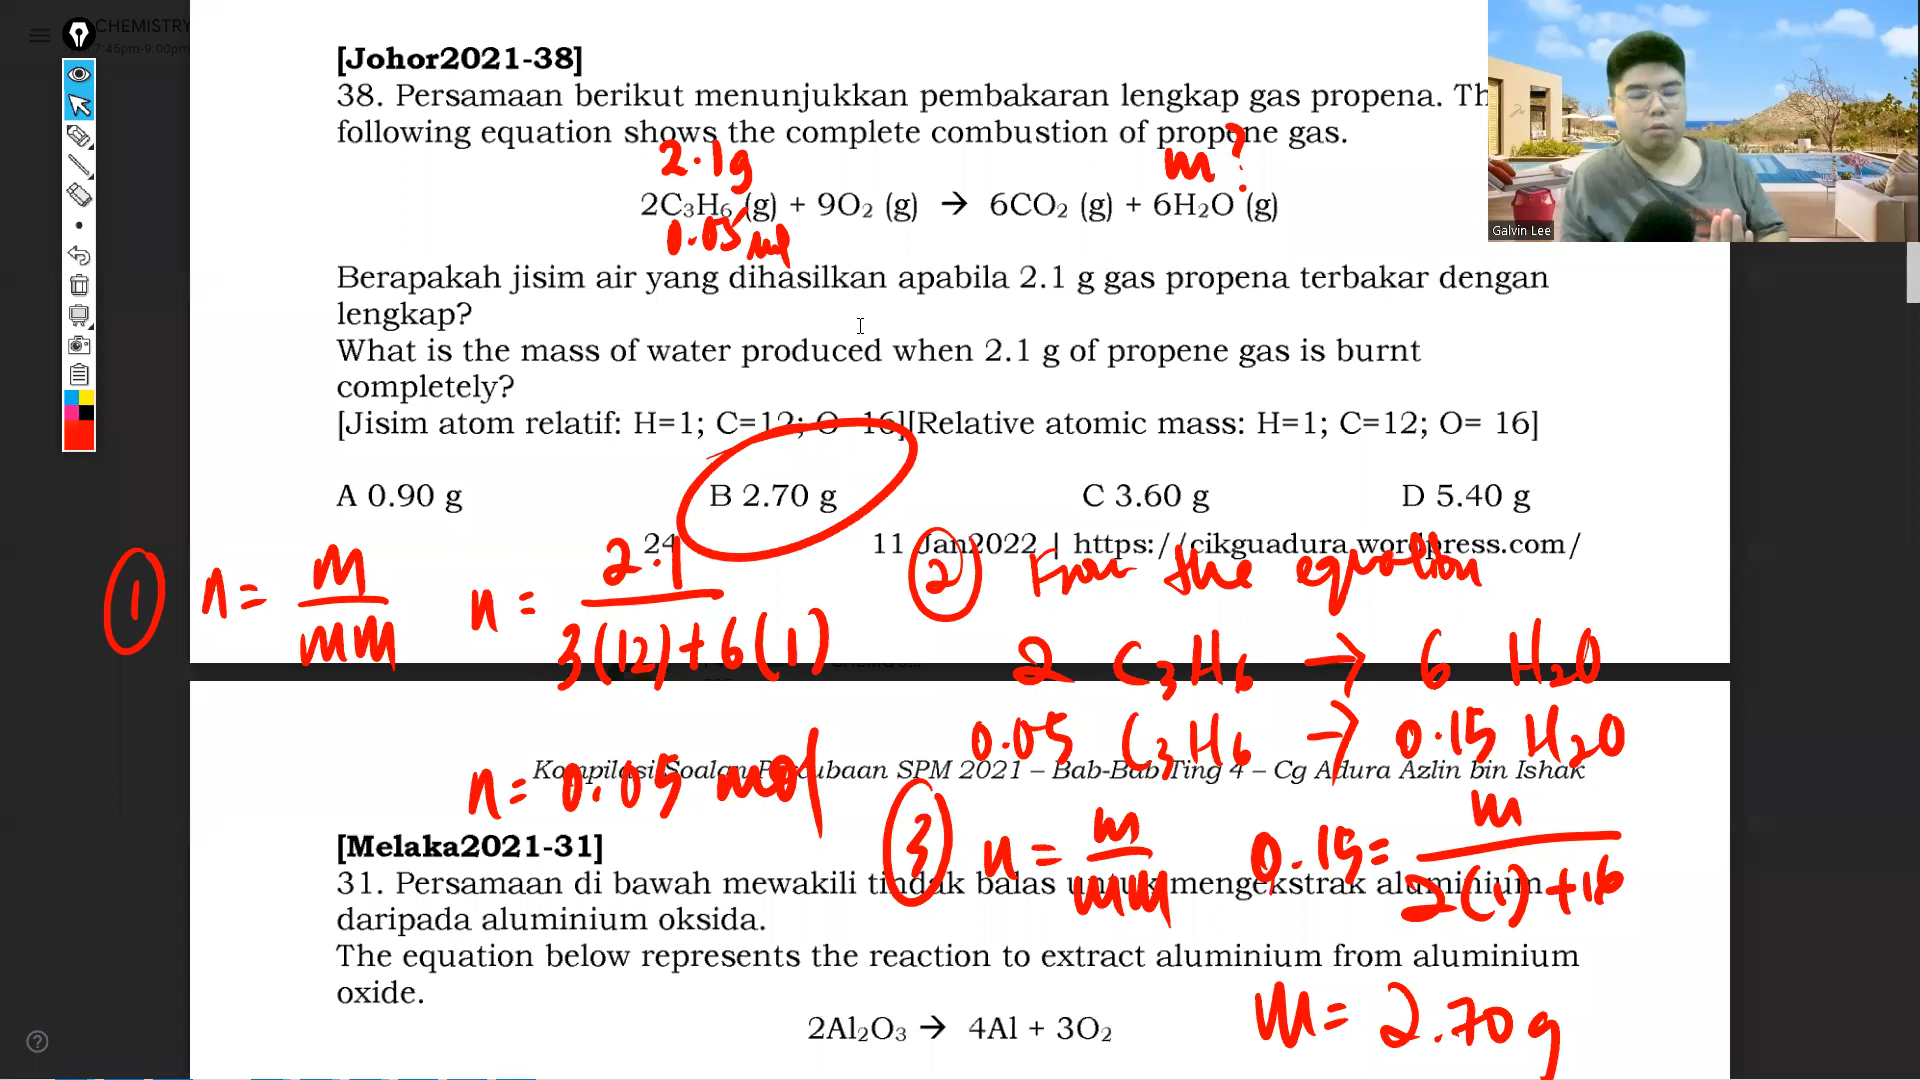 CHEMISTRY
7:45pm-9:00pm
[Johor2021-38]
38. Persamaan berikut menunjukkan pembakaran lengkap gas propena. Th
following equation shows the complete combustion of propene gas.
2.1g
m?
2C₃H₆ (g) + 9O₂ (g) → 6CO₂ (g) + 6H₂O (g)
0.05 mol
Galvin Lee
Berapakah jisim air yang dihasilkan apabila 2.1 g gas propena terbakar dengan
lengkap?
What is the mass of water produced when 2.1 g of propene gas is burnt
completely?
[Jisim atom relatif: H=1; C=12; O=16][Relative atomic mass: H=1; C=12; O= 16]
A 0.90 g B 2.70 g C 3.60 g D 5.40 g
24 11 Jan2022 | https://cikguadura.wordpress.com/
① n = m/mm n = 2.1/3(12)+6(1)
n = 0.05 mol
② From the equation
2 C₃H₆ → 6 H₂O
0.05 C₃H₆ → 0.15 H₂O
Kompilasi Soalan Percubaan SPM 2021 – Bab-Bab Ting 4 – Cg Adura Azlin bin Ishak
③ n = m/mm 0.15 = m/2(1)+16
m = 2.70g
[Melaka2021-31]
31. Persamaan di bawah mewakili tindak balas untuk mengekstrak aluminium
daripada aluminium oksida.
The equation below represents the reaction to extract aluminium from aluminium
oxide.
2Al₂O₃ → 4Al + 3O₂